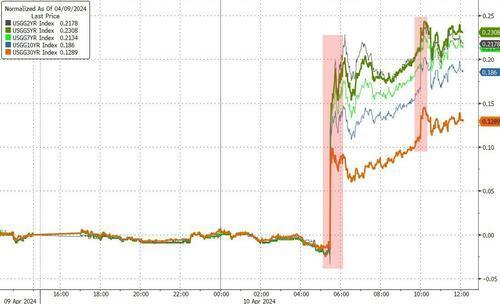 Normalized As Of 04/09/2024
Last Price
USGG2YR Index 0.2178
USGG5YR Index 0.2308
USGG7YR Index 0.2134
USGG10YR Index 0.186
USGG30YR Index 0.1289
0.25
0.2308
0.2178
0.20
0.186
0.15
0.1289
0.10
0.05
0.00
-0.05
16:00 18:00 20:00 22:00 00:00 02:00 04:00 06:00 08:00 10:00 12:00
09 Apr 2024 10 Apr 2024